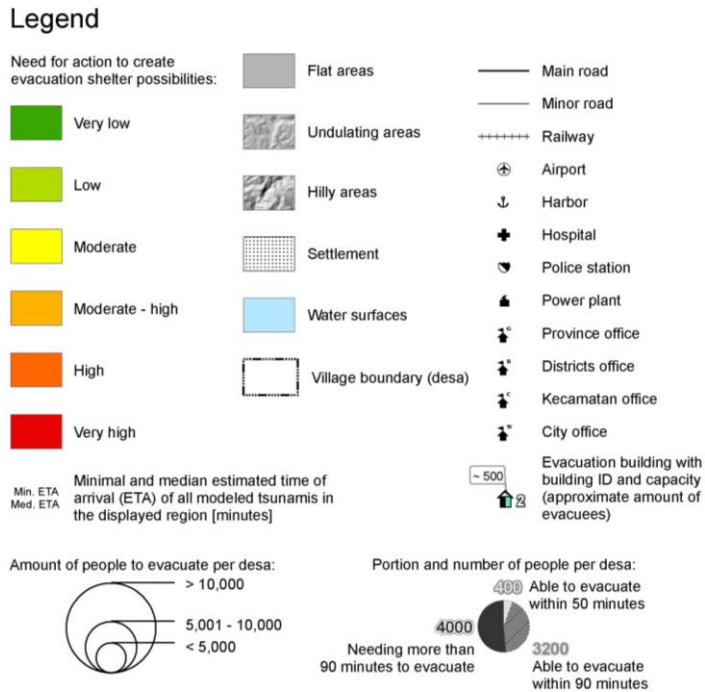 Legend
Need for action to create
evacuation shelter possibilities:
Very low
Low
Moderate
Moderate - high
High
Very high
Flat areas
Undulating areas
Hilly areas
Settlement
Water surfaces
Village boundary (desa)
Main road
Minor road
Railway
Airport
Harbor
Hospital
Police station
Power plant
G
Province office
Districts office
Kecamatan office
City office
Min. ETA
Med. ETA
Minimal and median estimated time of
arrival (ETA) of all modeled tsunamis in
the displayed region [minutes]
~ 500
2
Evacuation building with
building ID and capacity
(approximate amount of
evacuees)
Amount of people to evacuate per desa:
> 10,000
5,001 - 10,000
< 5,000
Portion and number of people per desa:
400
Able to evacuate
within 50 minutes
4000
Needing more than
90 minutes to evacuate
3200
Able to evacuate
within 90 minutes